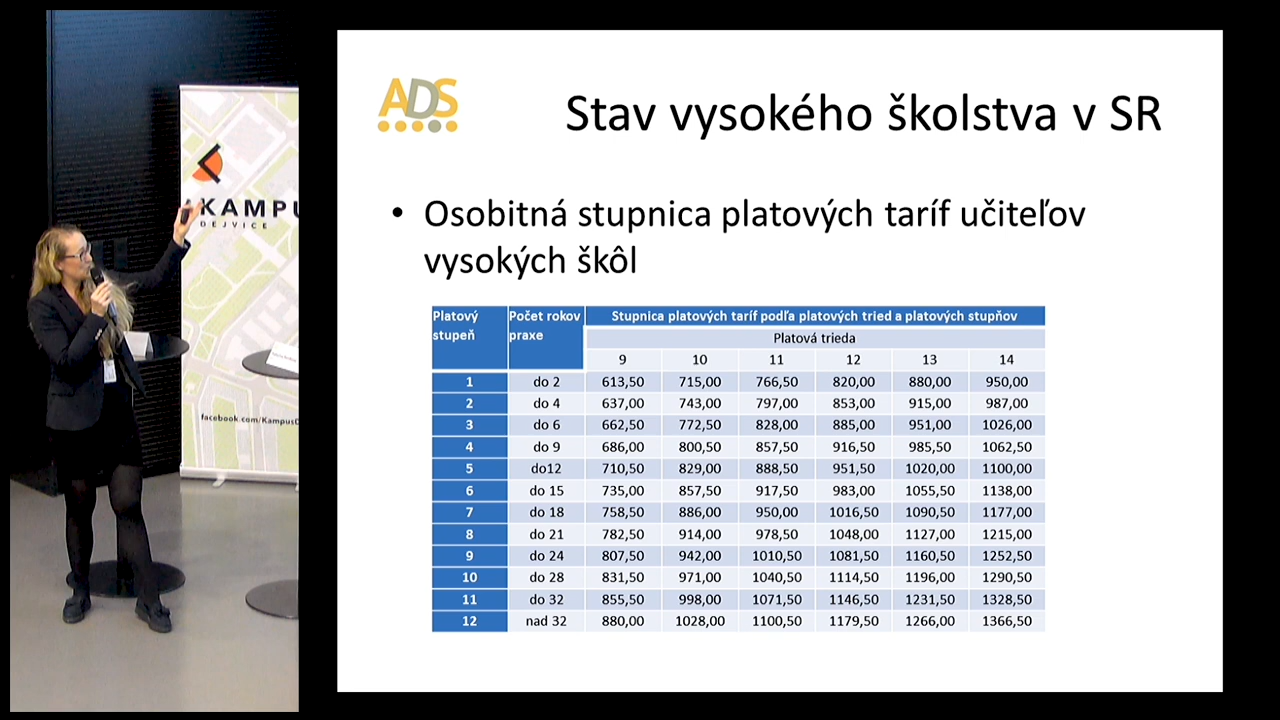 KAMPU
DEJVICE
facebook.com/KampusD
ADS
Stav vysokého školstva v SR
• Osobitná stupnica platových taríf učiteľov
vysokých škôl
Platový stupeň Počet rokov praxe Stupnica platových taríf podľa platových tried a platových stupňov
Platová trieda
9 10 11 12 13 14
1 do 2 613,50 715,00 766,50 820,00 880,00 950,00
2 do 4 637,00 743,00 797,00 853,00 915,00 987,00
3 do 6 662,50 772,50 828,00 885,00 951,00 1026,00
4 do 9 686,00 800,50 857,50 916,50 985,50 1062,50
5 do12 710,50 829,00 888,50 951,50 1020,00 1100,00
6 do 15 735,00 857,50 917,50 983,00 1055,50 1138,00
7 do 18 758,50 886,00 950,00 1016,50 1090,50 1177,00
8 do 21 782,50 914,00 978,50 1048,00 1127,00 1215,00
9 do 24 807,50 942,00 1010,50 1081,50 1160,50 1252,50
10 do 28 831,50 971,00 1040,50 1114,50 1196,00 1290,50
11 do 32 855,50 998,00 1071,50 1146,50 1231,50 1328,50
12 nad 32 880,00 1028,00 1100,50 1179,50 1266,00 1366,50